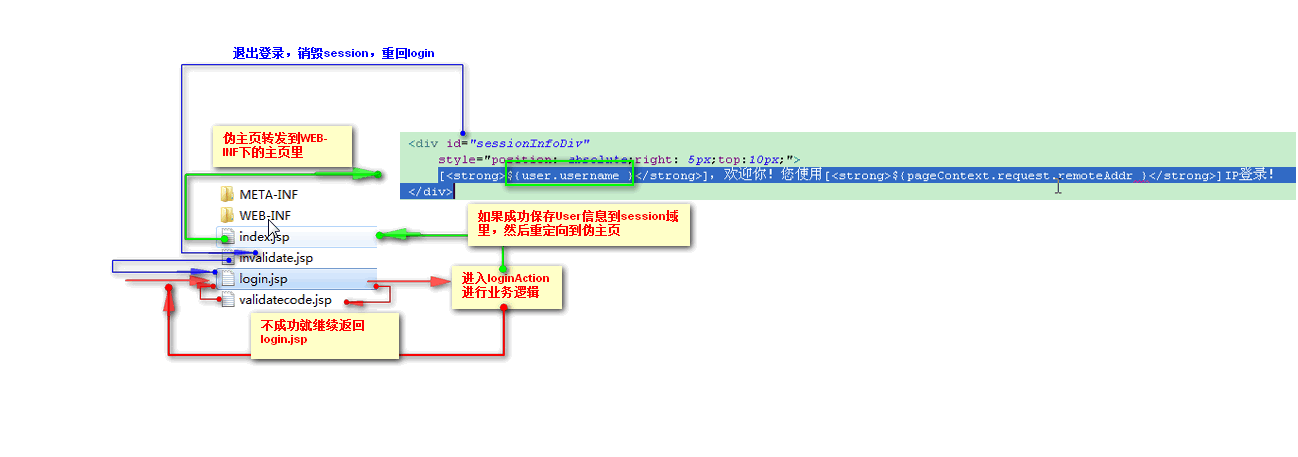 退出登录，销毁session，重回login
伪主页转发到WEB-
INF下的主页里
<div id="sessionInfoDiv"
style="position: absolute;right: 5px;top:10px;">
[<strong>${user.username }</strong>]，欢迎你！您使用[<strong>${pageContext.request.remoteAddr }</strong>]IP登录！
</div>
META-INF
WEB-INF
index.jsp
invalidate.jsp
login.jsp
validatecode.jsp
如果成功保存User信息到session域
里，然后重定向到伪主页
进入loginAction
进行业务逻辑
不成功就继续返回
login.jsp